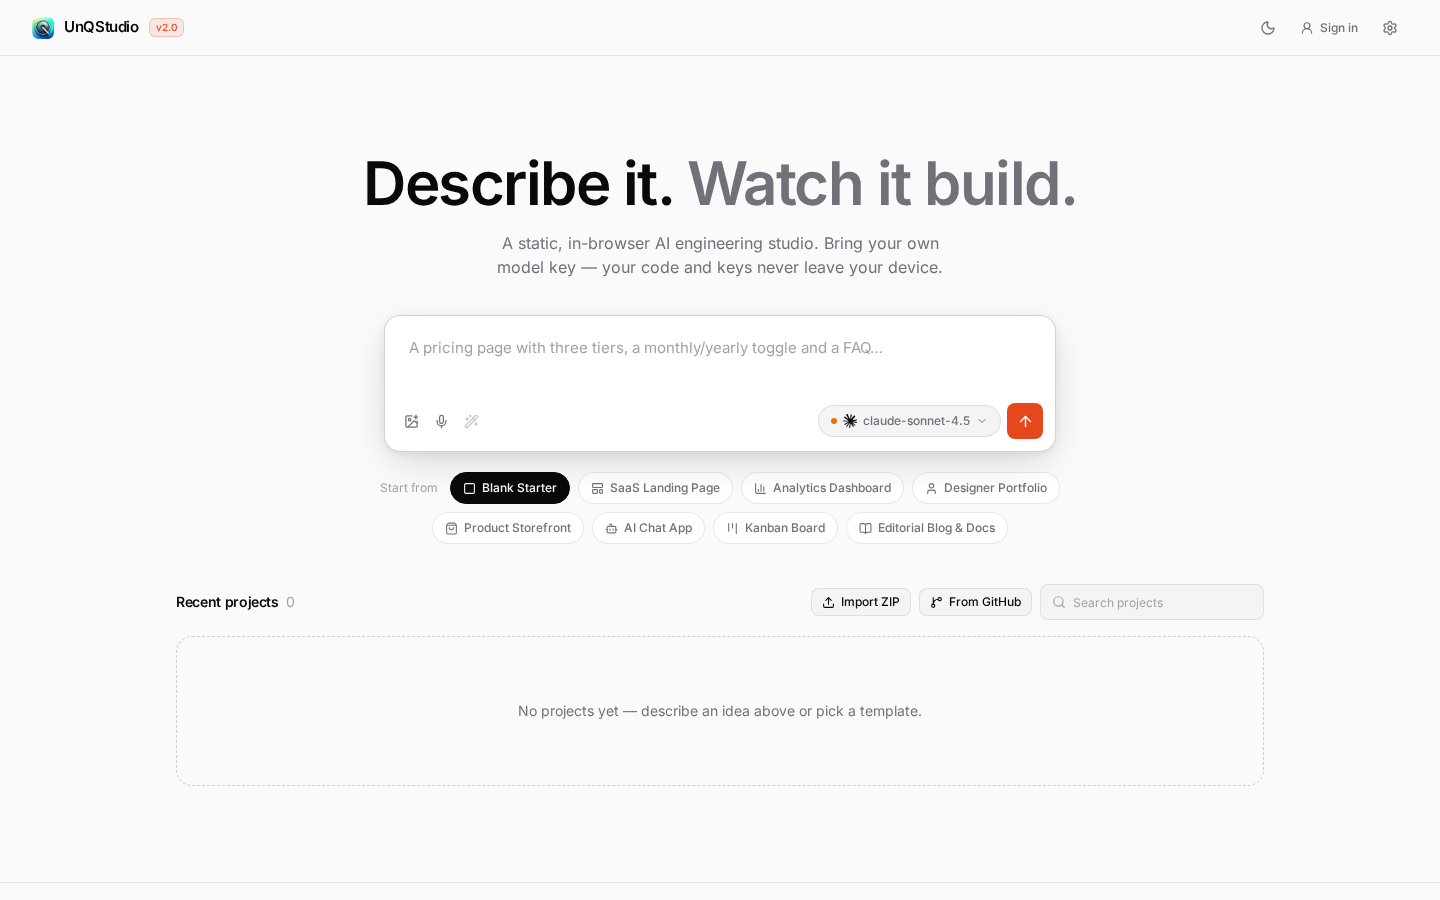 UnQStudio v2.0
Sign in
Describe it. Watch it build.
A static, in-browser AI engineering studio. Bring your own
model key — your code and keys never leave your device.
A pricing page with three tiers, a monthly/yearly toggle and a FAQ...
claude-sonnet-4.5
Start from Blank Starter SaaS Landing Page Analytics Dashboard Designer Portfolio
Product Storefront AI Chat App Kanban Board Editorial Blog & Docs
Recent projects 0 Import ZIP From GitHub Search projects
No projects yet — describe an idea above or pick a template.